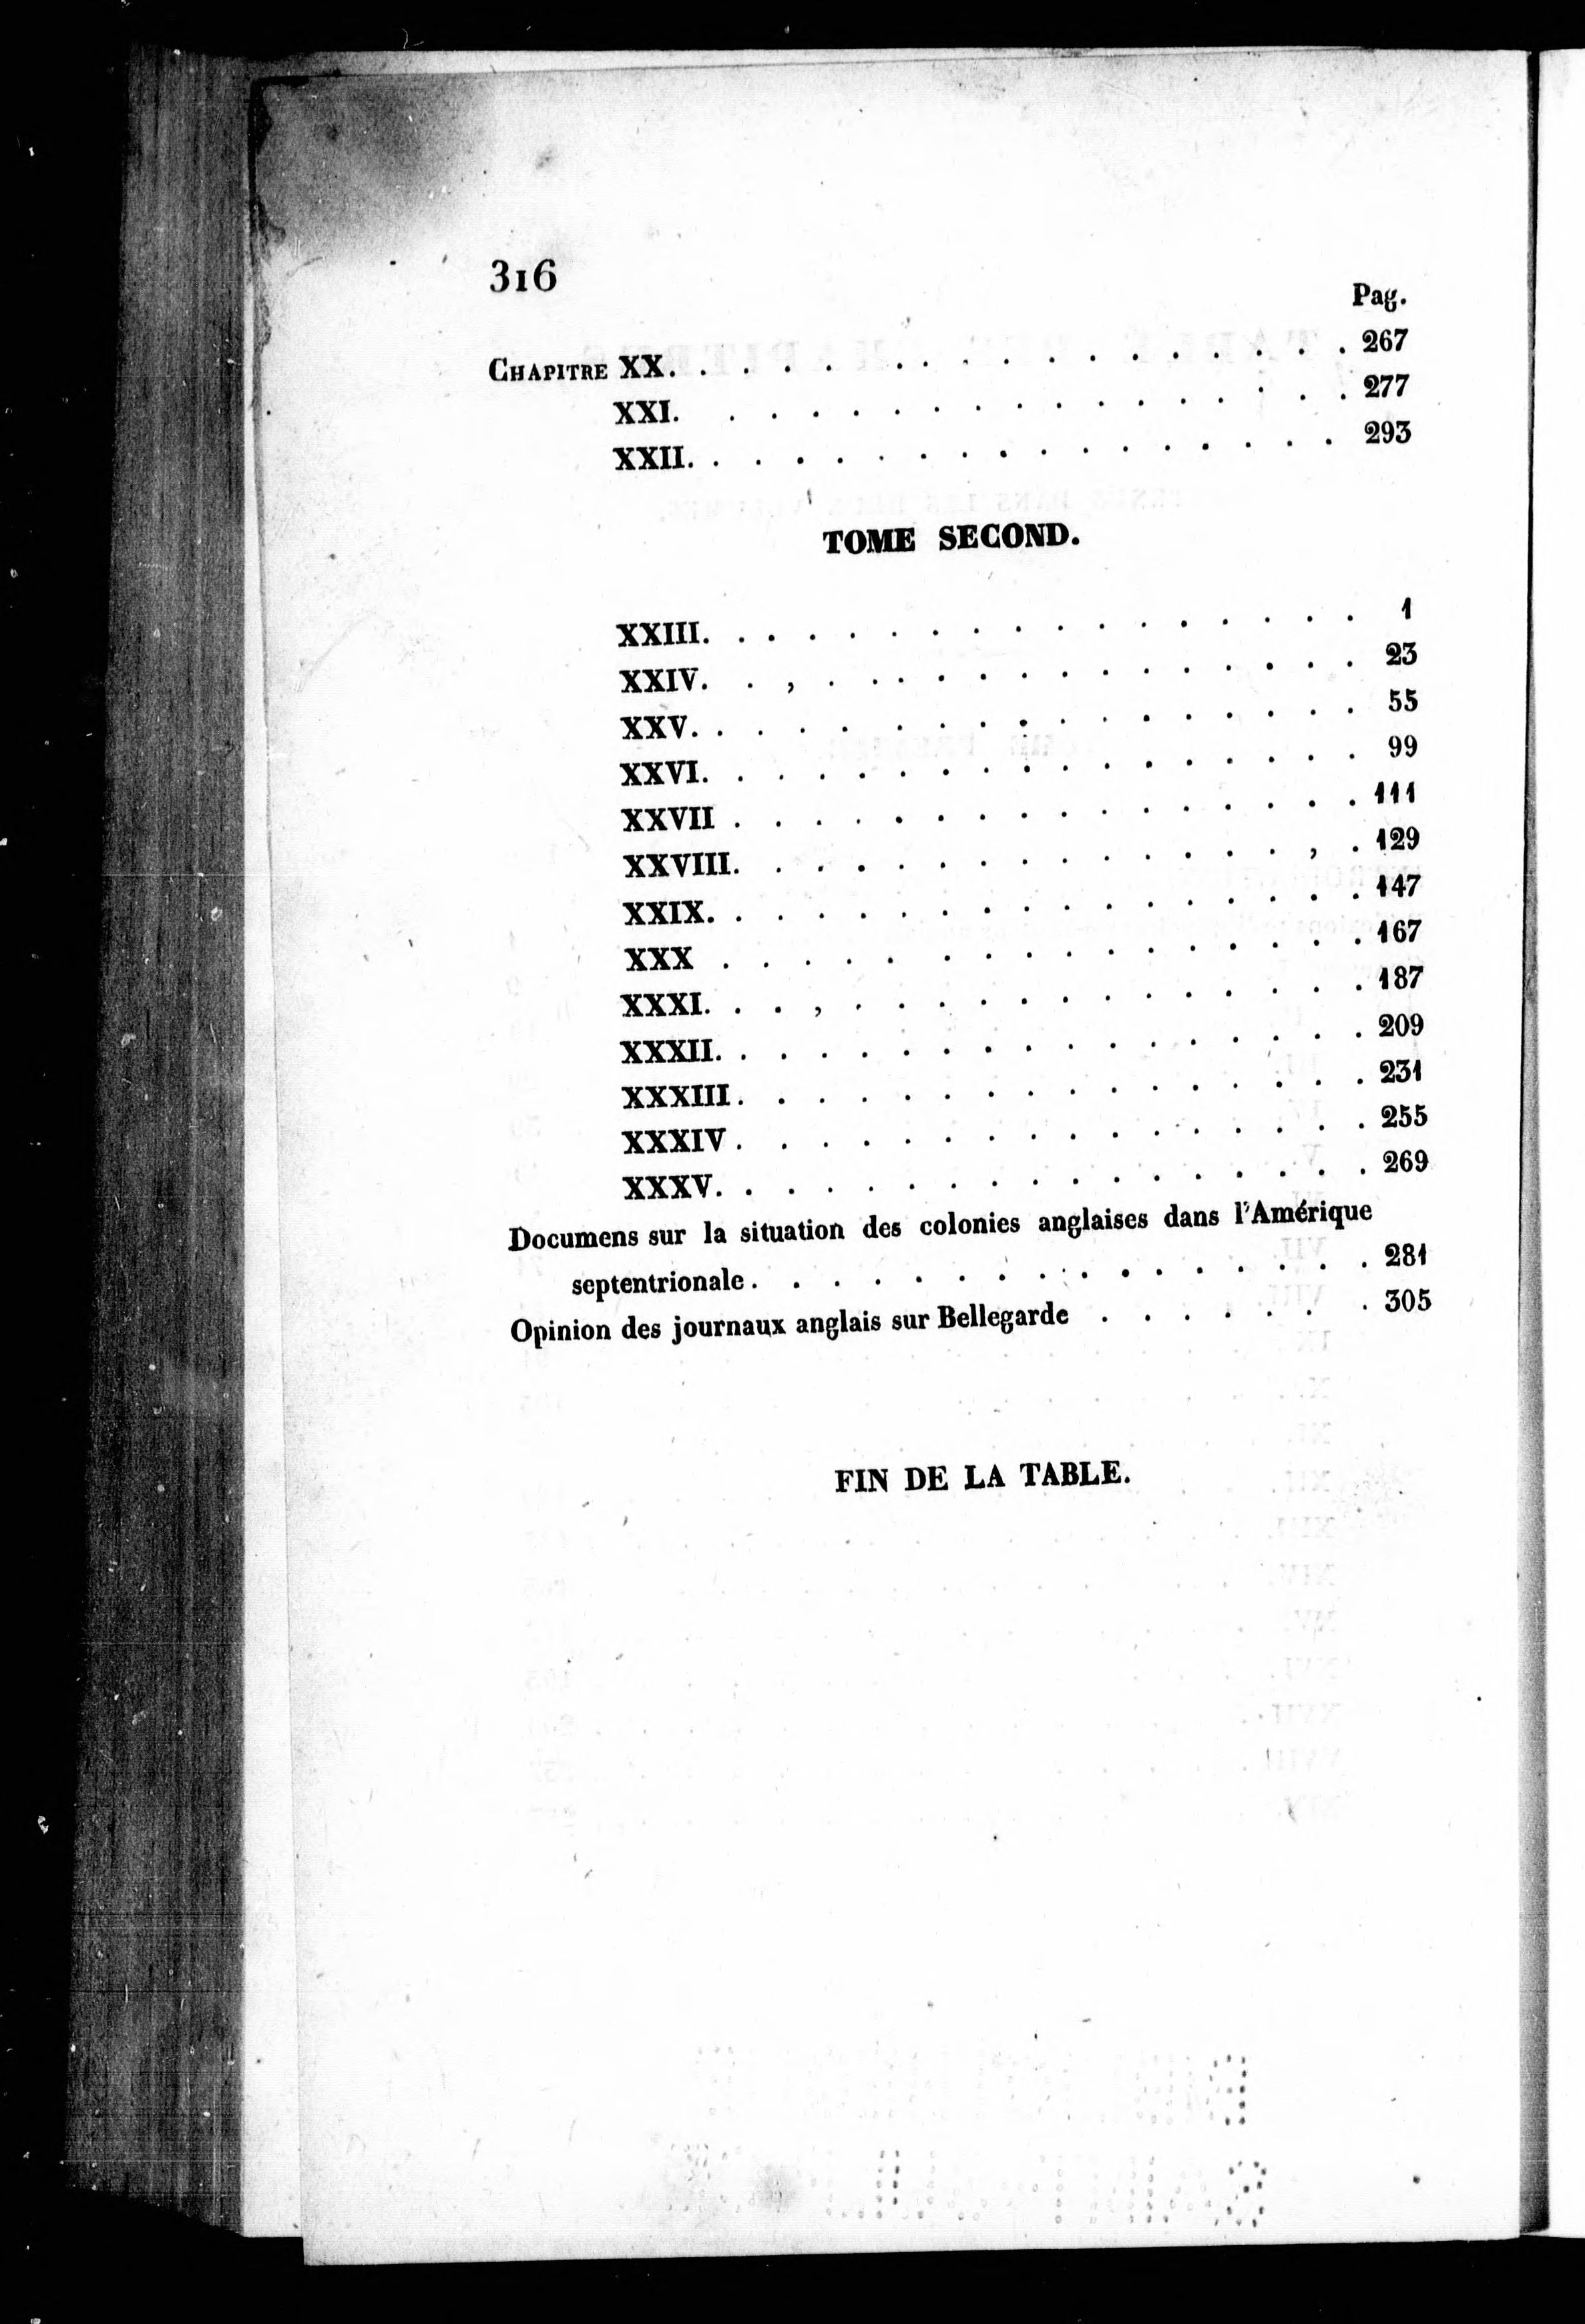 316
Pag.
CHAPITRE XX. . . . . . . . . . . . . . . . . 267
XXI. . . . . . . . . . . . . . . . . 277
XXII. . . . . . . . . . . . . . . . . 293
TOME SECOND.
XXIII. . . . . . . . . . . . . . . . . 1
XXIV. . , . . . . . . . . . . . . . . 23
XXV. . . . . . . . . . . . . . . . . 55
XXVI. . . . . . . . . . . . . . . . . 99
XXVII . . . . . . . . . . . . . . . . 111
XXVIII. . . . . . . . . . . . . . , . 129
XXIX. . . . . . . . . . . . . . . . . 147
XXX . . . . . . . . . . . . . . . . 167
XXXI. . . , . . . . . . . . . . . . . 187
XXXII. . . . . . . . . . . . . . . . . 209
XXXIII. . . . . . . . . . . . . . . . 231
XXXIV. . . . . . . . . . . . . . . . 255
XXXV. . . . . . . . . . . . . . . . . 269
Documens sur la situation des colonies anglaises dans l'Amérique
septentrionale. . . . . . . . . . . . . . . . 281
Opinion des journaux anglais sur Bellegarde . . . . . . . 305
FIN DE LA TABLE.